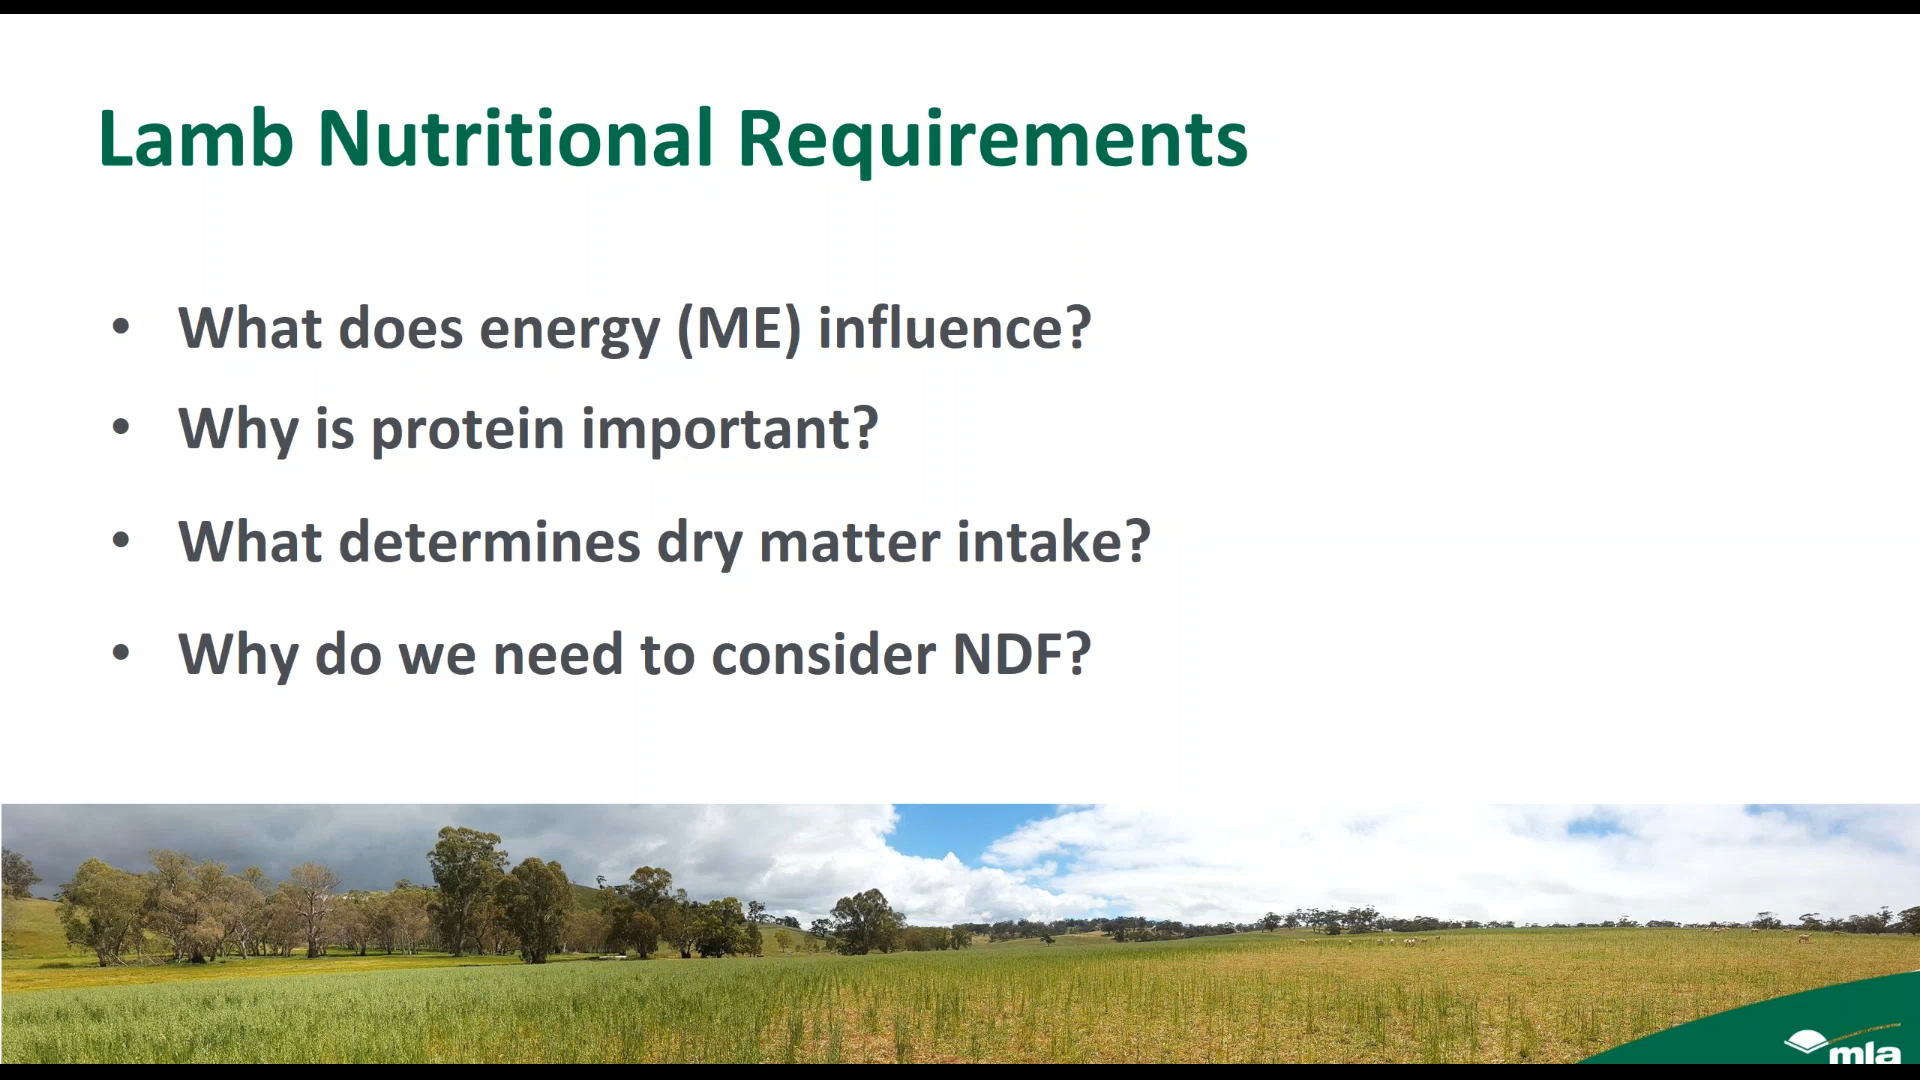 Lamb Nutritional Requirements
• What does energy (ME) influence?
• Why is protein important?
• What determines dry matter intake?
• Why do we need to consider NDF?
mla